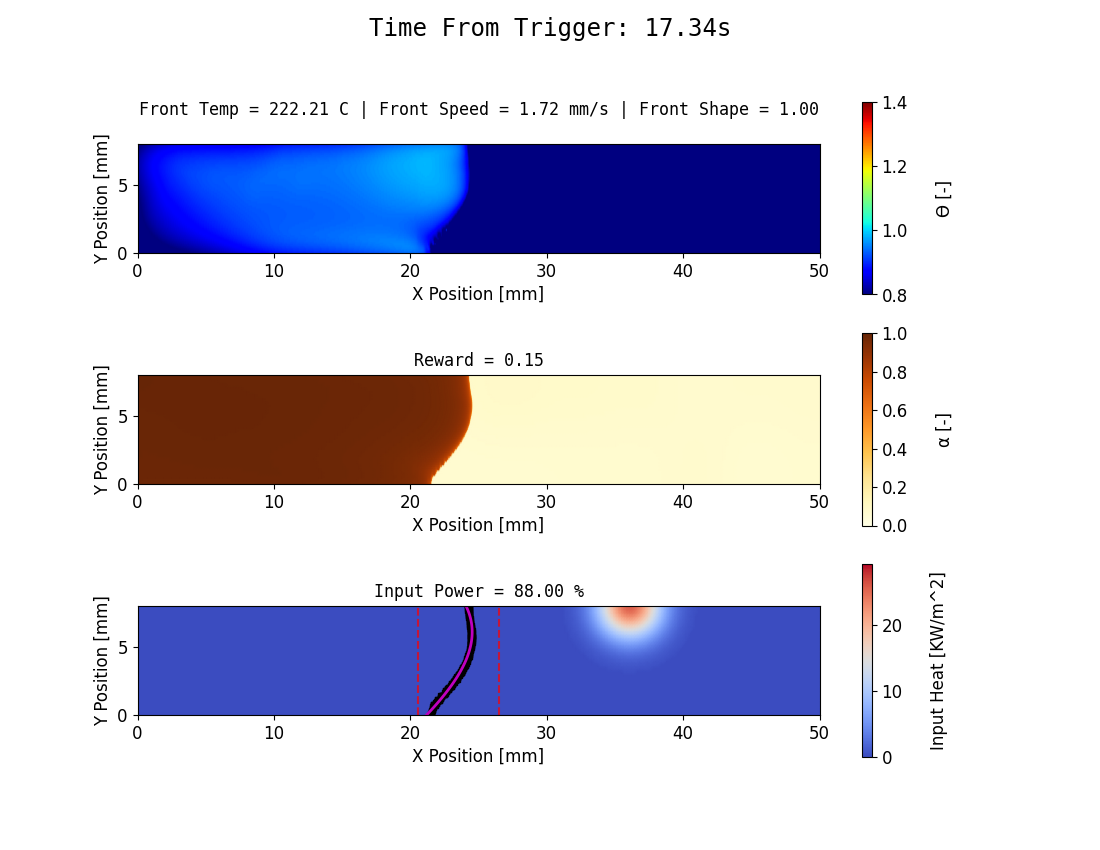 Time From Trigger: 17.34s
Front Temp = 222.21 C | Front Speed = 1.72 mm/s | Front Shape = 1.00
Y Position [mm]
5
0
0 10 20 30 40 50
X Position [mm]
1.4
1.2
1.0
0.8
Θ [-]
Reward = 0.15
Y Position [mm]
5
0
0 10 20 30 40 50
X Position [mm]
1.0
0.8
0.6
0.4
0.2
0.0
α [-]
Input Power = 88.00 %
Y Position [mm]
5
0
0 10 20 30 40 50
X Position [mm]
20
10
0
Input Heat [KW/m^2]